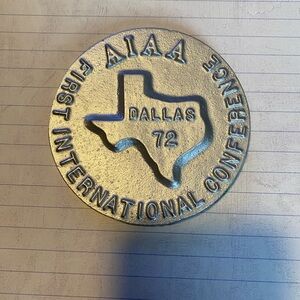 AIAA
FIRST INTERNATIONAL CONFERENCE
DALLAS
72